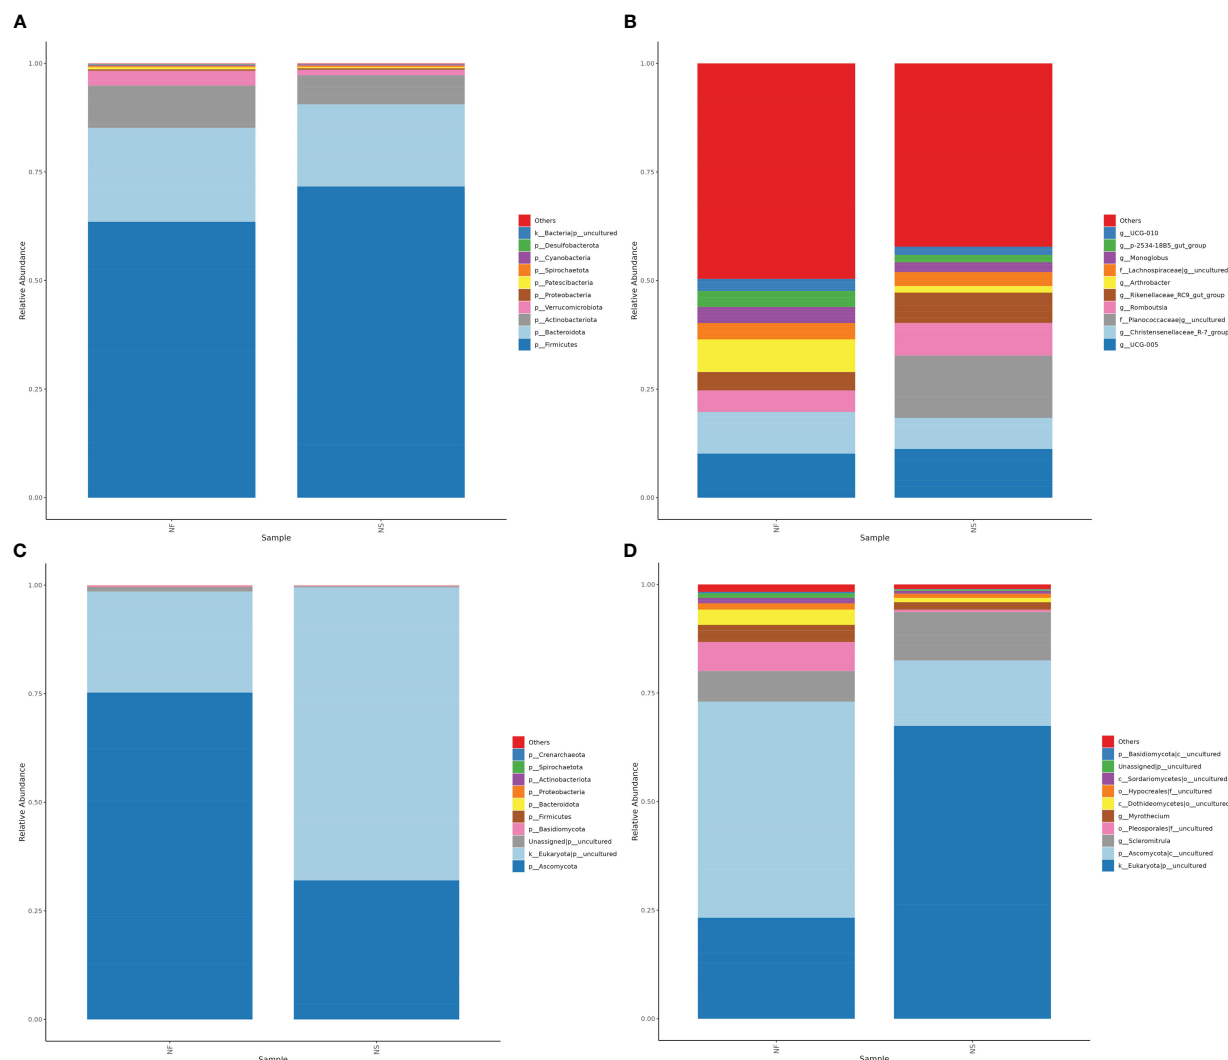 A
1.00
0.75
0.50
0.25
0.00
Relative Abundance
NF
NS
Sample
Others
k__Bacteria|p__uncultured
p__Desulfobacterota
p__Cyanobacteria
p__Spirochaetota
p__Patescibacteria
p__Proteobacteria
p__Verrucomicrobiota
p__Actinobacteriota
p__Bacteroidota
p__Firmicutes
B
1.00
0.75
0.50
0.25
0.00
Relative Abundance
NF
NS
Sample
Others
g__UCG-010
g__p-2534-18B5_gut_group
g__Monoglobus
f__Lachnospiraceae|g__uncultured
g__Arthrobacter
g__Rikenellaceae_RC9_gut_group
g__Romboutsia
f__Planococcaceae|g__uncultured
g__Christensenellaceae_R-7_group
g__UCG-005
C
1.00
0.75
0.50
0.25
0.00
Relative Abundance
NF
NS
Sample
Others
p__Crenarchaeota
p__Spirochaetota
p__Actinobacteriota
p__Proteobacteria
p__Bacteroidota
p__Firmicutes
p__Basidiomycota
Unassigned|p__uncultured
k__Eukaryota|p__uncultured
p__Ascomycota
D
1.00
0.75
0.50
0.25
0.00
Relative Abundance
NF
NS
Sample
Others
p__Basidiomycota|c__uncultured
Unassigned|p__uncultured
c__Sordariomycetes|o__uncultured
o__Hypocreales|f__uncultured
c__Dothideomycetes|o__uncultured
g__Myrothecium
o__Pleosporales|f__uncultured
g__Scleromitrula
p__Ascomycota|c__uncultured
k__Eukaryota|p__uncultured